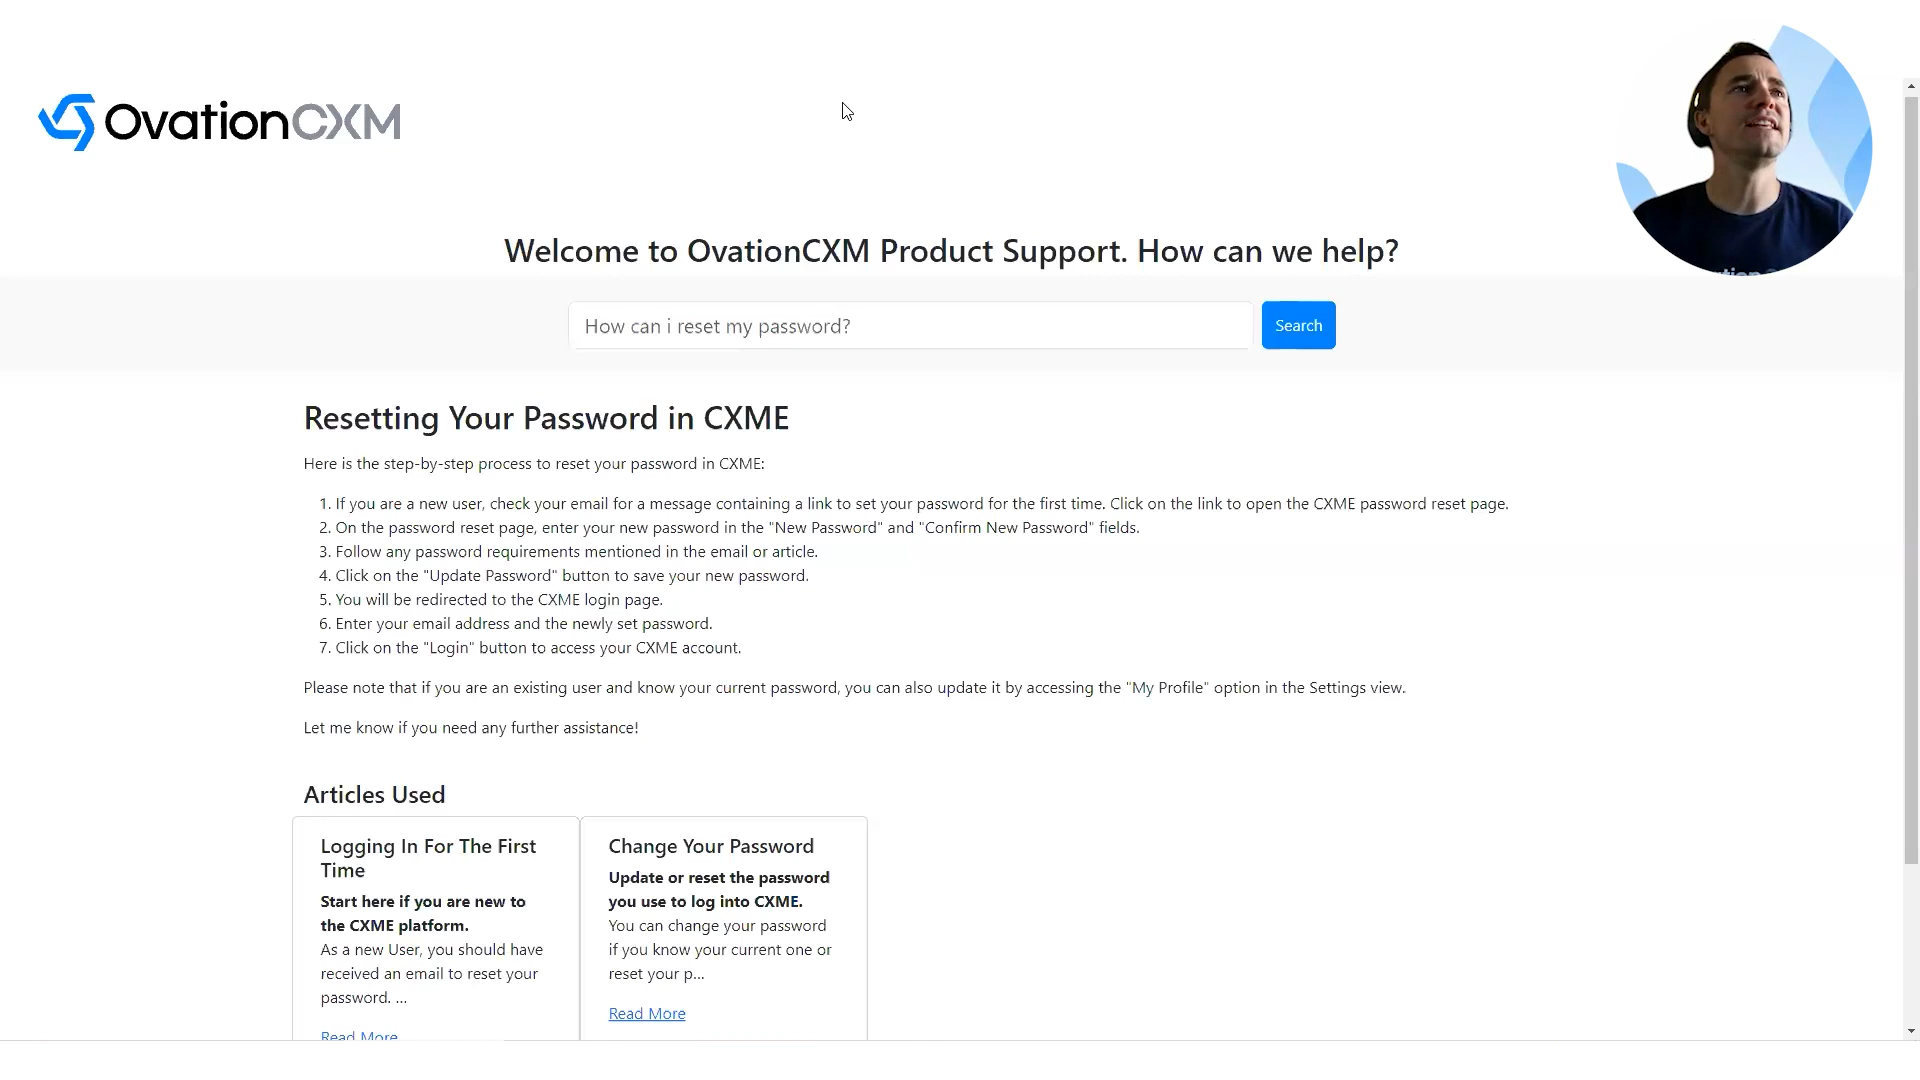 OvationCXM
Welcome to OvationCXM Product Support. How can we help?
How can i reset my password?
Search
Resetting Your Password in CXME
Here is the step-by-step process to reset your password in CXME:
1. If you are a new user, check your email for a message containing a link to set your password for the first time. Click on the link to open the CXME password reset page.
2. On the password reset page, enter your new password in the "New Password" and "Confirm New Password" fields.
3. Follow any password requirements mentioned in the email or article.
4. Click on the "Update Password" button to save your new password.
5. You will be redirected to the CXME login page.
6. Enter your email address and the newly set password.
7. Click on the "Login" button to access your CXME account.
Please note that if you are an existing user and know your current password, you can also update it by accessing the "My Profile" option in the Settings view.
Let me know if you need any further assistance!
Articles Used
Logging In For The First
Time
Start here if you are new to
the CXME platform.
As a new User, you should have
received an email to reset your
password. ...
Read More
Change Your Password
Update or reset the password
you use to log into CXME.
You can change your password
if you know your current one or
reset your p...
Read More